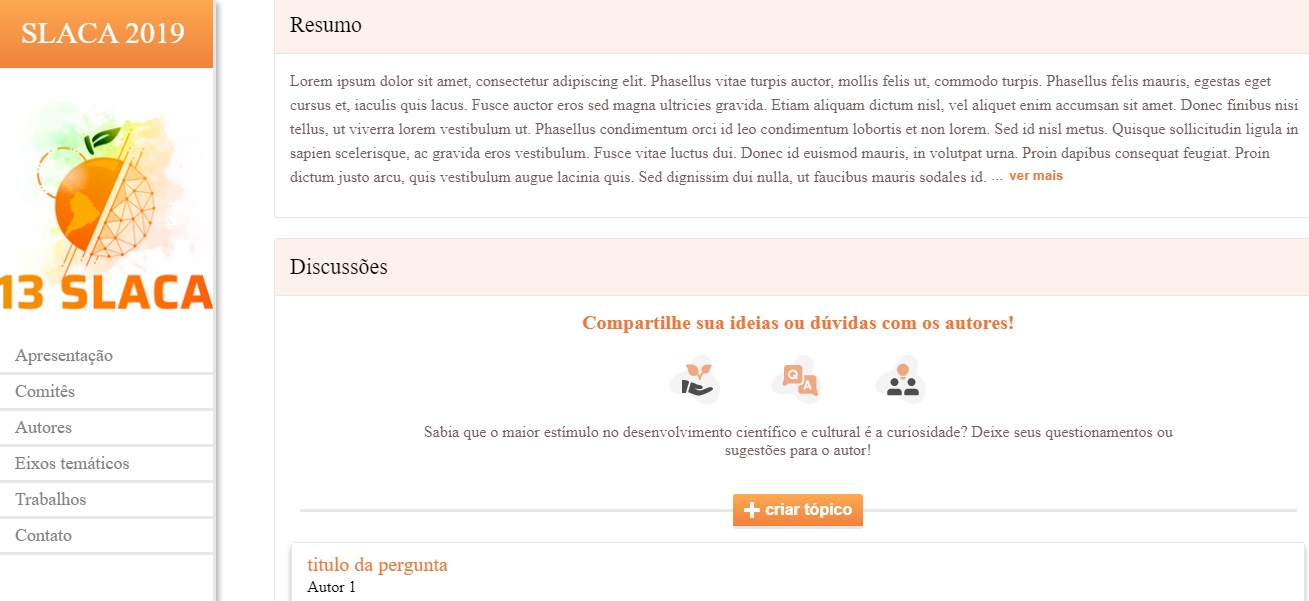 SLACA 2019
13 SLACA
Apresentação
Comitês
Autores
Eixos temáticos
Trabalhos
Contato
Resumo
Lorem ipsum dolor sit amet, consectetur adipiscing elit. Phasellus vitae turpis auctor, mollis felis ut, commodo turpis. Phasellus felis mauris, egestas eget
cursus et, iaculis quis lacus. Fusce auctor eros sed magna ultricies gravida. Etiam aliquam dictum nisl, vel aliquet enim accumsan sit amet. Donec finibus nisi
tellus, ut viverra lorem vestibulum ut. Phasellus condimentum orci id leo condimentum lobortis et non lorem. Sed id nisl metus. Quisque sollicitudin ligula in
sapien scelerisque, ac gravida eros vestibulum. Fusce vitae luctus dui. Donec id euismod mauris, in volutpat urna. Proin dapibus consequat feugiat. Proin
dictum justo arcu, quis vestibulum augue lacinia quis. Sed dignissim dui nulla, ut faucibus mauris sodales id. ... ver mais
Discussões
Compartilhe sua ideias ou dúvidas com os autores!
Q A
Sabia que o maior estímulo no desenvolvimento científico e cultural é a curiosidade? Deixe seus questionamentos ou
sugestões para o autor!
+ criar tópico
titulo da pergunta
Autor 1